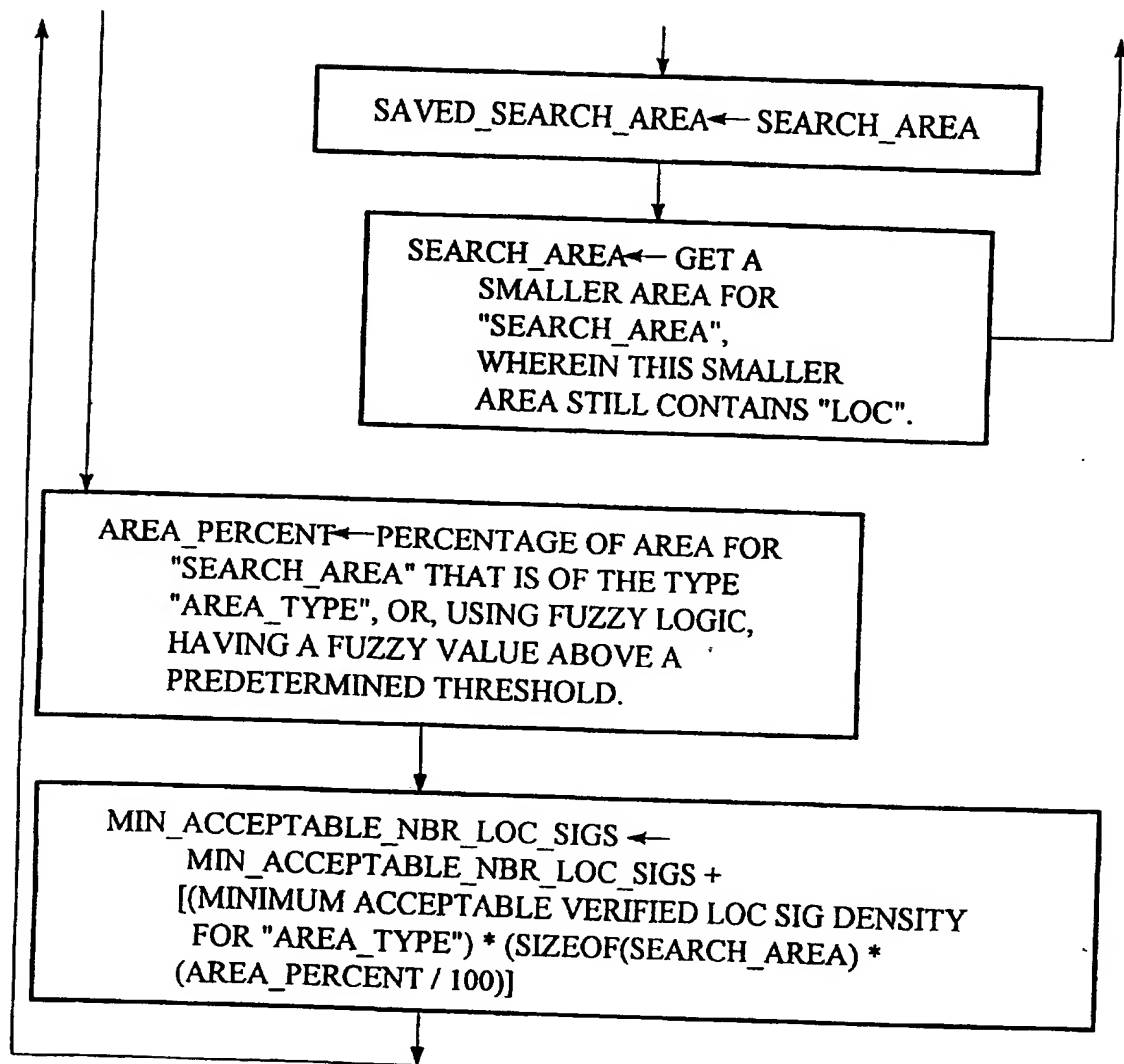 SAVED_SEARCH_AREA ← SEARCH_AREA
SEARCH_AREA ← GET A
SMALLER AREA FOR
"SEARCH_AREA",
WHEREIN THIS SMALLER
AREA STILL CONTAINS "LOC".
AREA_PERCENT ← PERCENTAGE OF AREA FOR
"SEARCH_AREA" THAT IS OF THE TYPE
"AREA_TYPE", OR, USING FUZZY LOGIC,
HAVING A FUZZY VALUE ABOVE A
PREDETERMINED THRESHOLD.
MIN_ACCEPTABLE_NBR_LOC_SIGS ←
MIN_ACCEPTABLE_NBR_LOC_SIGS +
[(MINIMUM ACCEPTABLE VERIFIED LOC SIG DENSITY
FOR "AREA_TYPE") * (SIZEOF(SEARCH_AREA) *
(AREA_PERCENT / 100)]